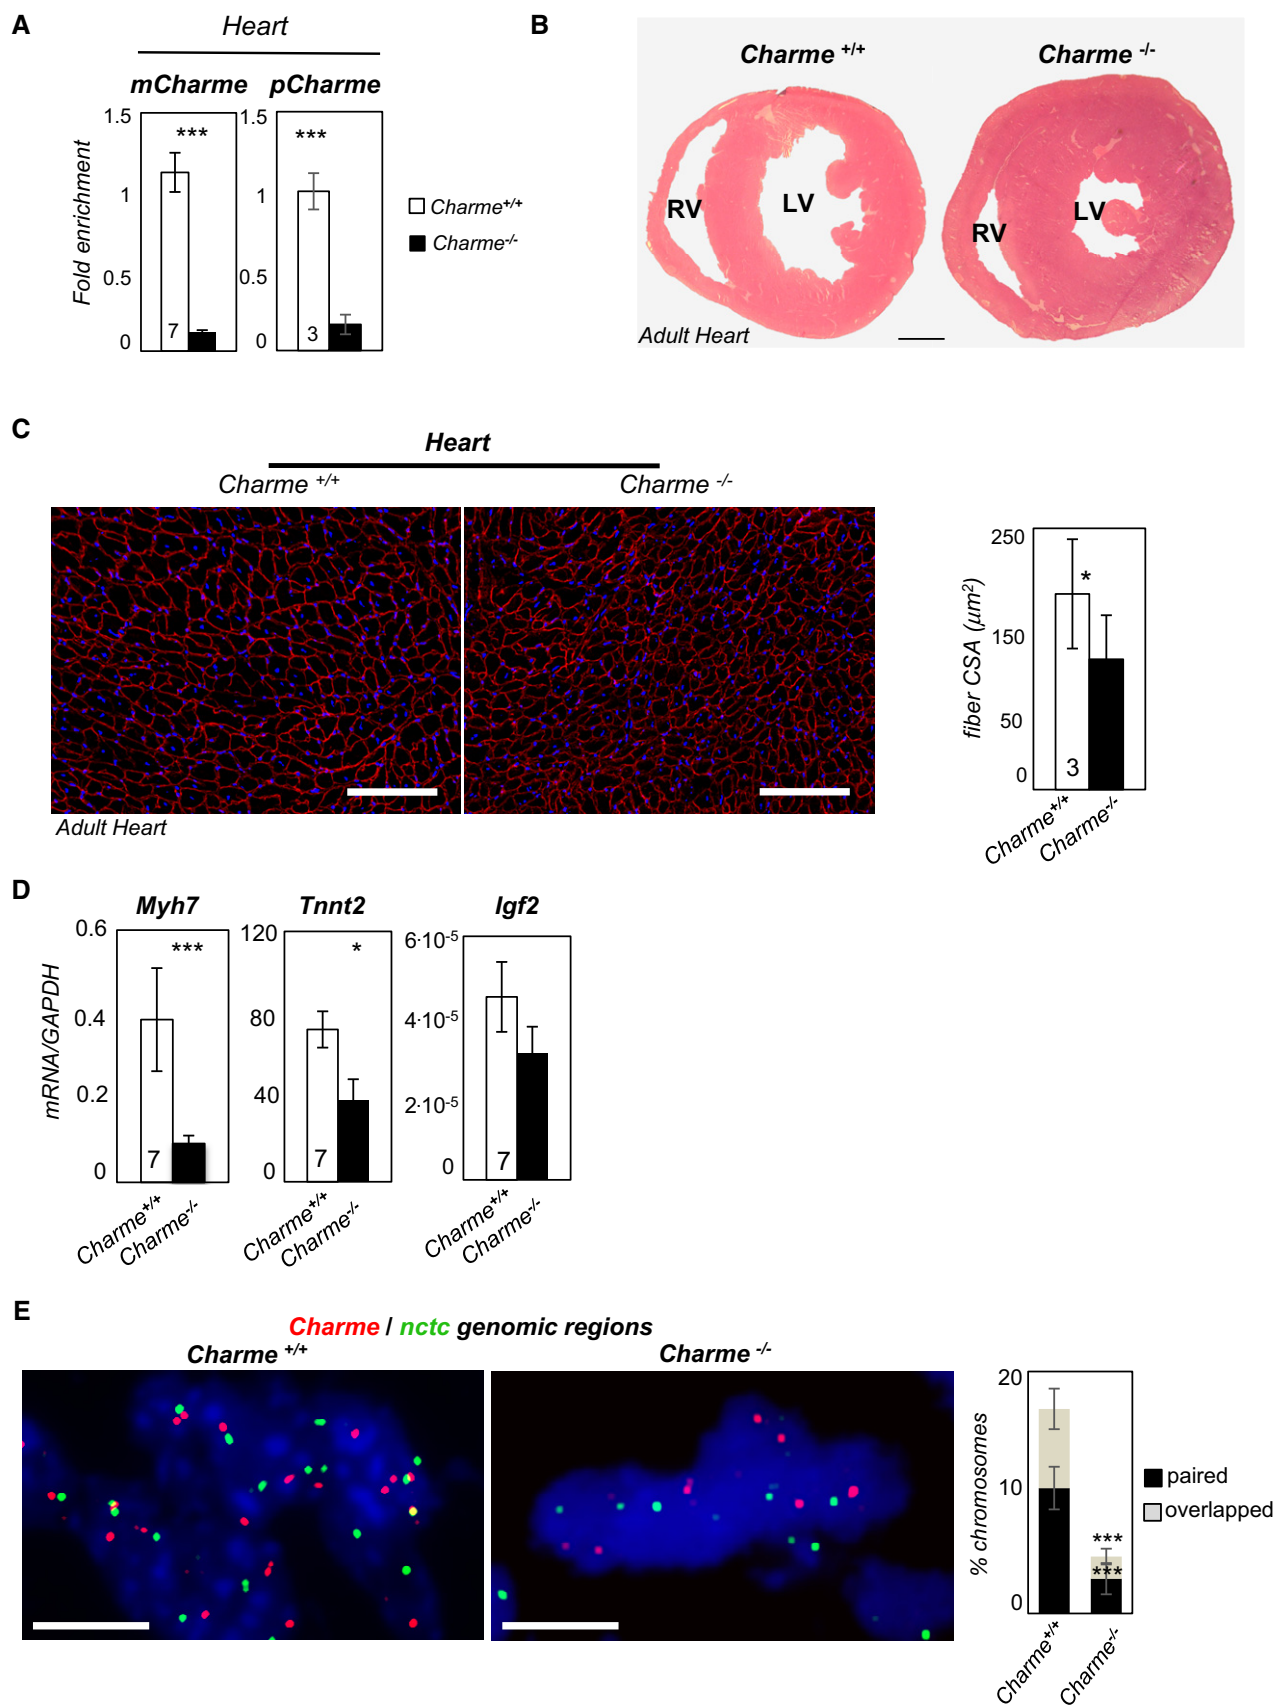 A
Heart
mCharme pCharme
1.5
1
0.5
0
Fold enrichment
***
7
1.5
1
0.5
0
***
3
Charme+/+
Charme-/-
B
Charme +/+
Charme -/-
RV
LV
RV
LV
Adult Heart
C
Heart
Charme +/+
Charme -/-
Adult Heart
fiber CSA (μm²)
250
150
50
0
*
3
Charme+/+
Charme-/-
D
mRNA/GAPDH
Myh7
0.6
0.4
0.2
0
***
7
Charme+/+
Charme-/-
Tnnt2
120
80
40
0
*
7
Charme+/+
Charme-/-
Igf2
6·10-5
4·10-5
2·10-5
0
7
Charme+/+
Charme-/-
E
Charme / nctc genomic regions
Charme +/+
Charme -/-
% chromosomes
20
10
0
***
***
paired
overlapped
Charme+/+
Charme-/-